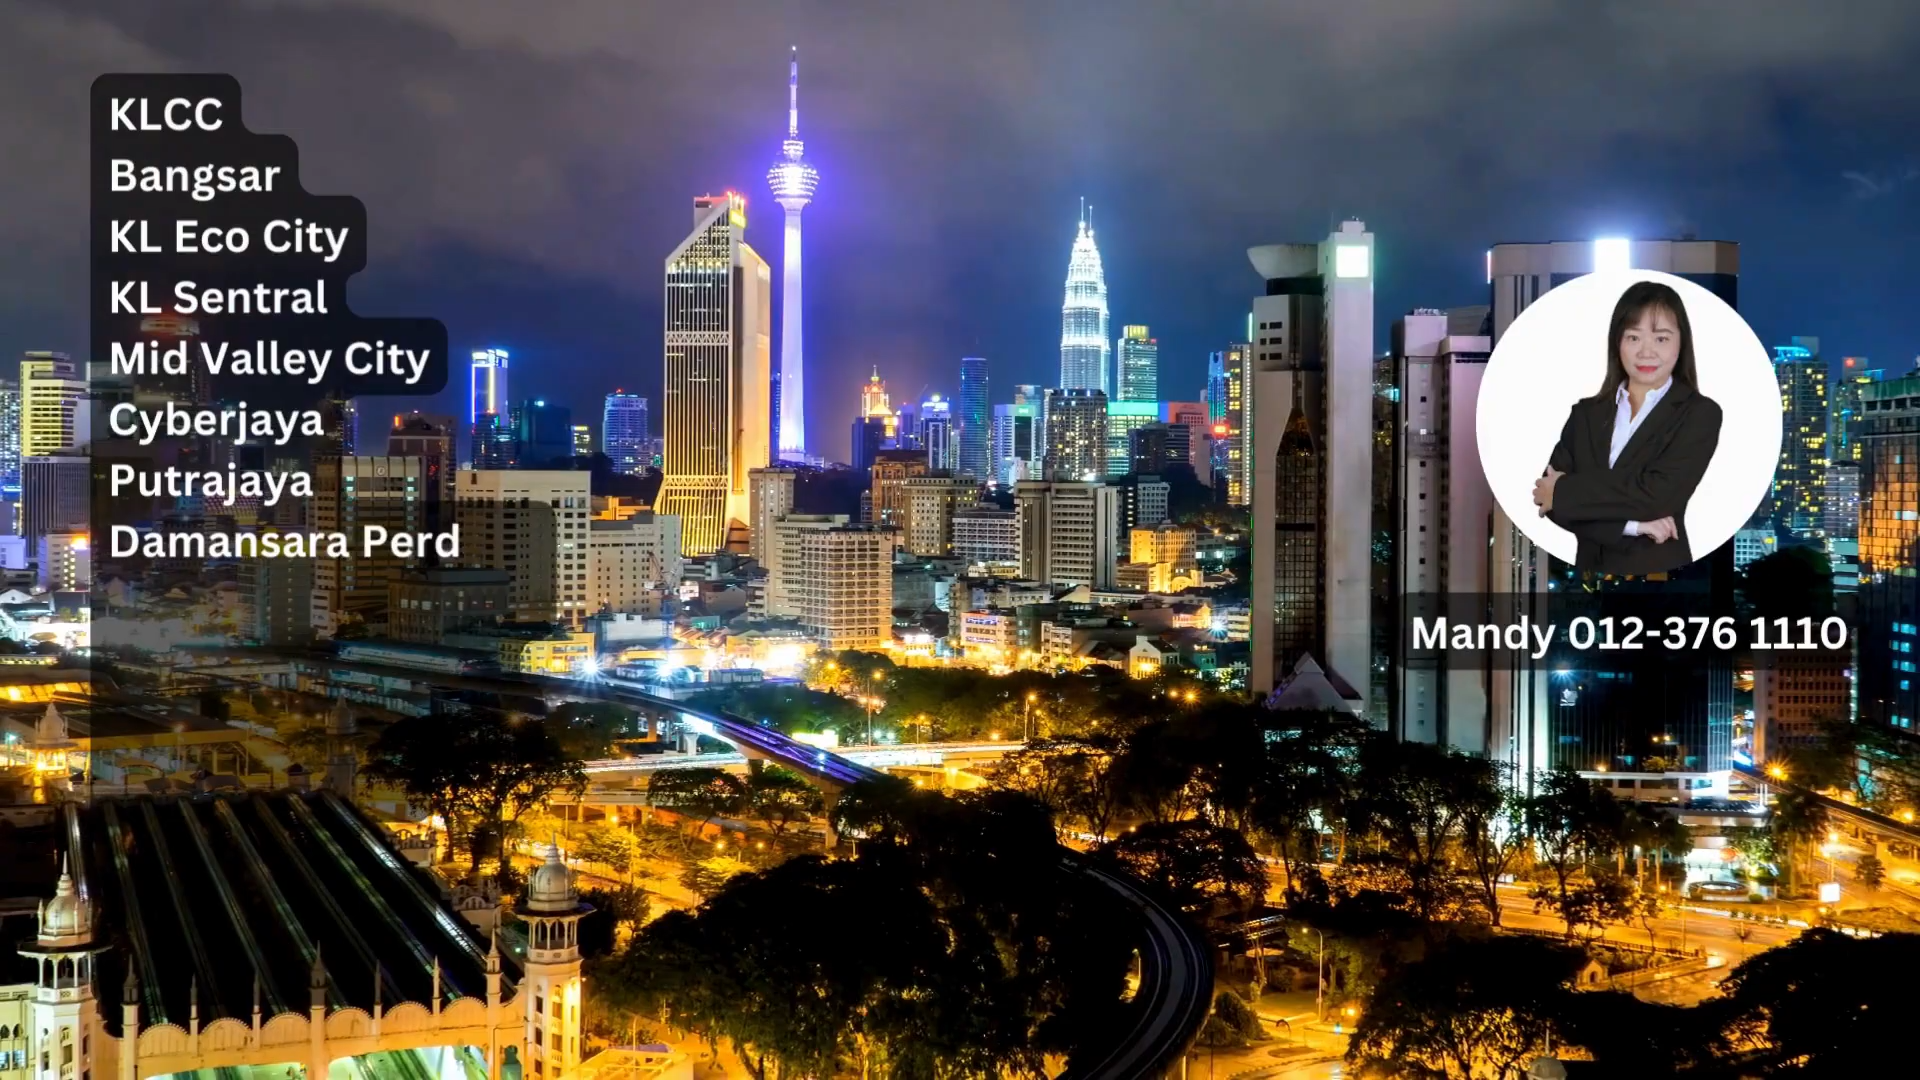 KLCC
Bangsar
KL Eco City
KL Sentral
Mid Valley City
Cyberjaya
Putrajaya
Damansara Perd
Mandy 012-376 1110